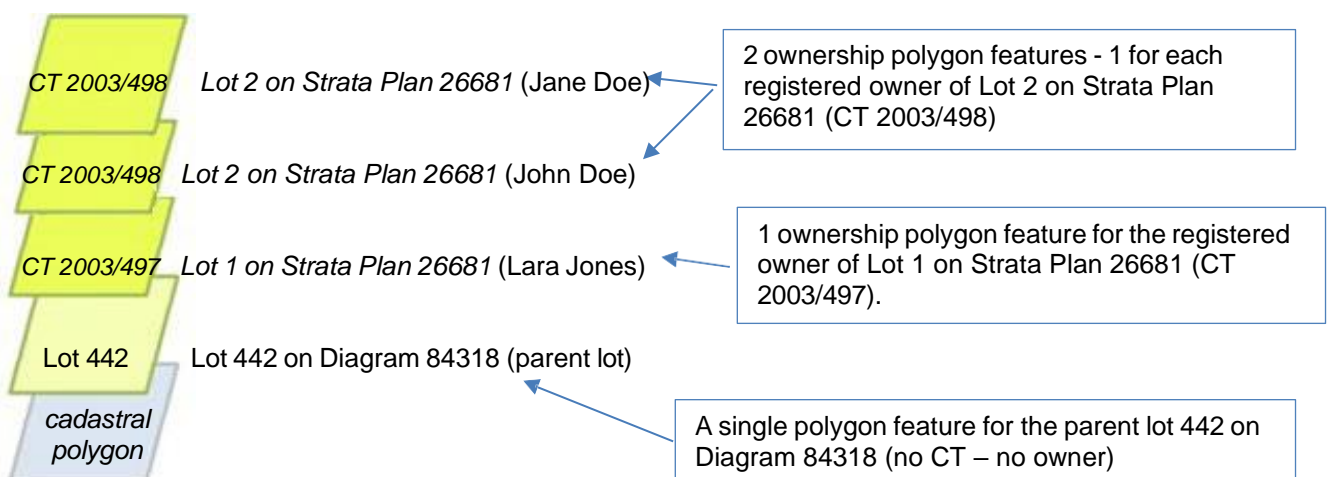 CT 2003/498 Lot 2 on Strata Plan 26681 (Jane Doe)
2 ownership polygon features - 1 for each
registered owner of Lot 2 on Strata Plan
26681 (CT 2003/498)
CT 2003/498 Lot 2 on Strata Plan 26681 (John Doe)
CT 2003/497 Lot 1 on Strata Plan 26681 (Lara Jones)
1 ownership polygon feature for the registered
owner of Lot 1 on Strata Plan 26681 (CT
2003/497).
Lot 442 Lot 442 on Diagram 84318 (parent lot)
cadastral
polygon
A single polygon feature for the parent lot 442 on
Diagram 84318 (no CT – no owner)